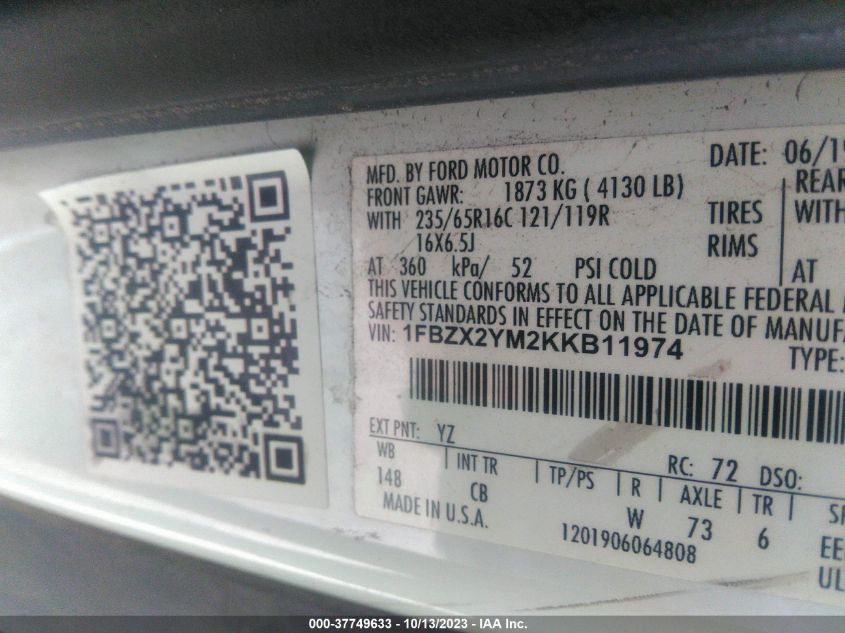 MFD. BY FORD MOTOR CO.
DATE: 06/19
FRONT GAWR: 1873 KG ( 4130 LB)
REAR
WITH 235/65R16C 121/119R TIRES
WITH
16X6.5J RIMS
AT 360 kPa/ 52 PSI COLD
AT
THIS VEHICLE CONFORMS TO ALL APPLICABLE FEDERAL
SAFETY STANDARDS IN EFFECT ON THE DATE OF MANUFA
VIN: 1FBZX2YM2KKB11974
TYPE:
EXT PNT: YZ
RC: 72 DSO:
WB | INT TR | TP/PS | R | AXLE | TR |
148 CB W 73 6
MADE IN U.S.A.
1201906064808
EE
UL
000-37749633 - 10/13/2023 - IAA Inc.